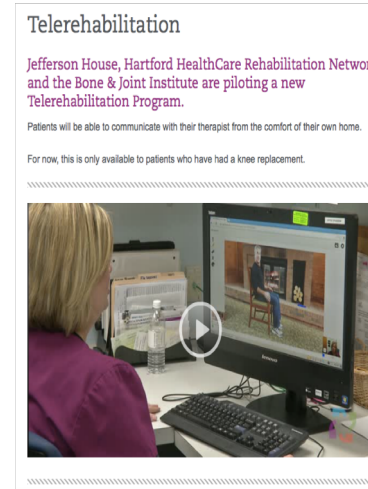 Telerehabilitation
Jefferson House, Hartford HealthCare Rehabilitation Networ
and the Bone & Joint Institute are piloting a new
Telerehabilitation Program.
Patients will be able to communicate with their therapist from the comfort of their own home.
For now, this is only available to patients who have had a knee replacement.
lenovo